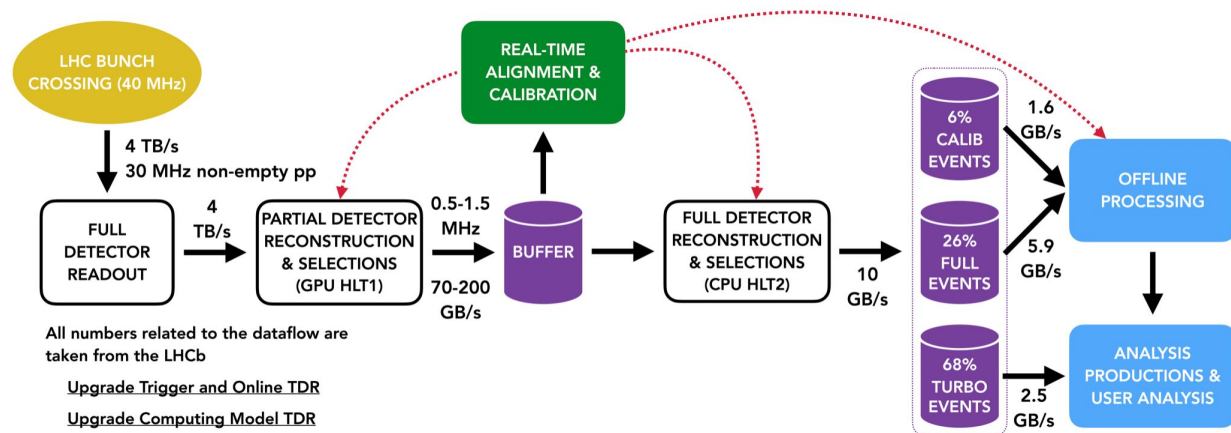 LHC BUNCH
CROSSING (40 MHz)
4 TB/s
30 MHz non-empty pp
FULL
DETECTOR
READOUT
4
TB/s
PARTIAL DETECTOR
RECONSTRUCTION
& SELECTIONS
(GPU HLT1)
0.5-1.5
MHz
70-200
GB/s
BUFFER
REAL-TIME
ALIGNMENT &
CALIBRATION
FULL DETECTOR
RECONSTRUCTION
& SELECTIONS
(CPU HLT2)
10
GB/s
6%
CALIB
EVENTS
26%
FULL
EVENTS
68%
TURBO
EVENTS
1.6
GB/s
5.9
GB/s
2.5
GB/s
OFFLINE
PROCESSING
ANALYSIS
PRODUCTIONS &
USER ANALYSIS
All numbers related to the dataflow are
taken from the LHCb
Upgrade Trigger and Online TDR
Upgrade Computing Model TDR